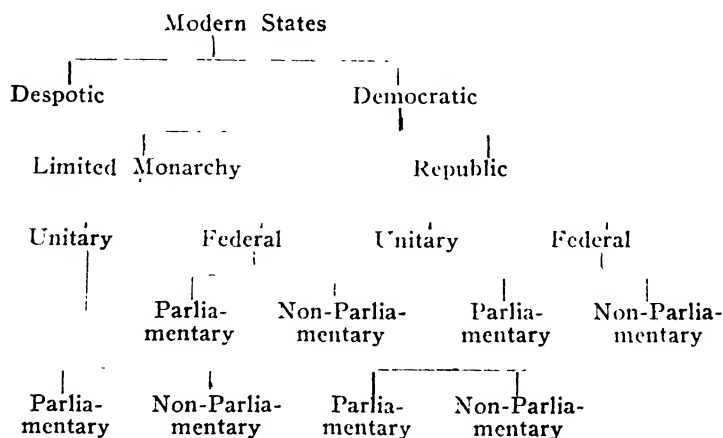 Modern States
Despotic Democratic
Limited Monarchy Republic
Unitary Federal Unitary Federal
Parlia- Non-Parlia- Parlia- Non-Parlia-
mentary mentary mentary mentary
Parlia- Non-Parlia- Parlia- Non-Parlia-
mentary mentary mentary mentary